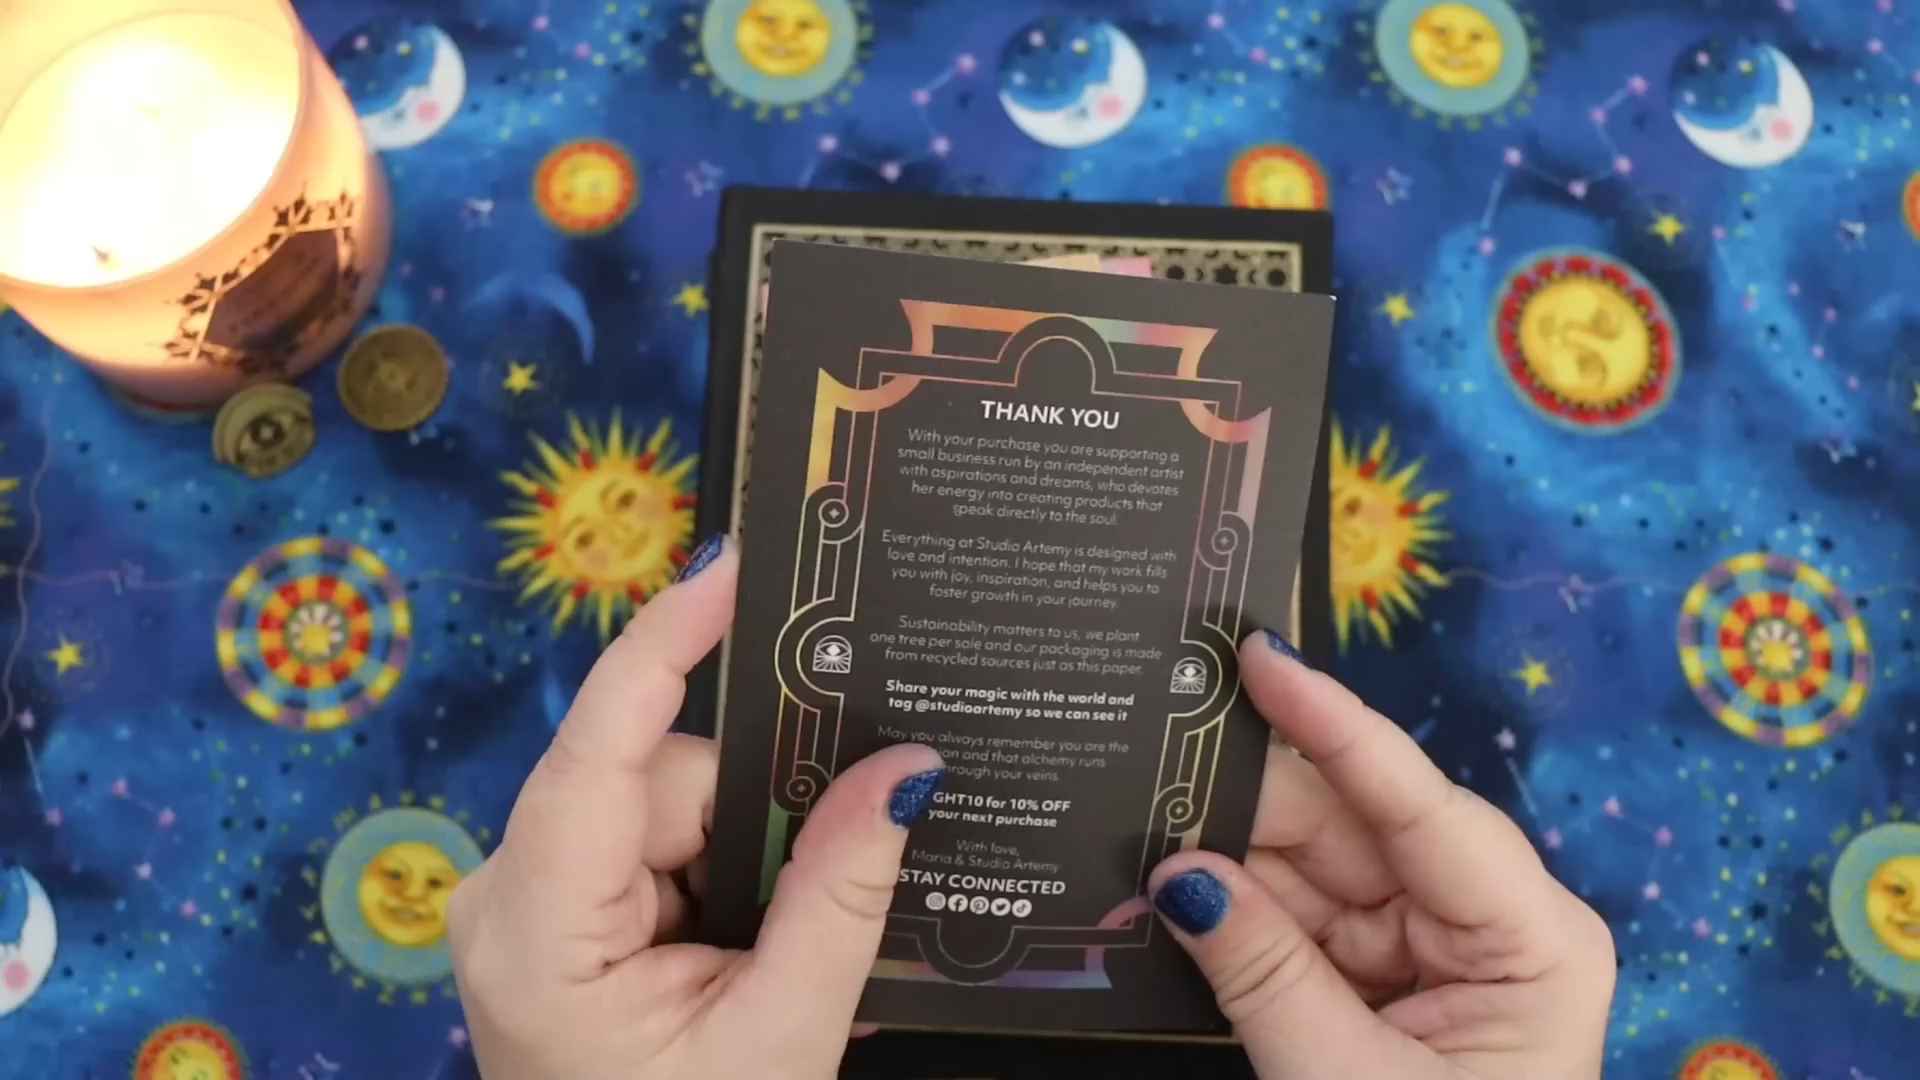 THANK YOU
With your purchase you are supporting a
small business run by an independent artist
with aspirations and dreams, who devotes
her energy into creating products that
speak directly to the soul.
Everything at Studio Artemy is designed with
love and intention. I hope that my work fills
you with joy, inspiration, and helps you to
foster growth in your journey.
Sustainability matters to us, we plant
one tree per sale and our packaging is made
from recycled sources just as this paper.
Share your magic with the world and
tag @studioartemy so we can see it
May you always remember you are the
and that alchemy runs
through your veins.
GHT10 for 10% OFF
your next purchase
With love,
Maria & Studio Artemy
STAY CONNECTED